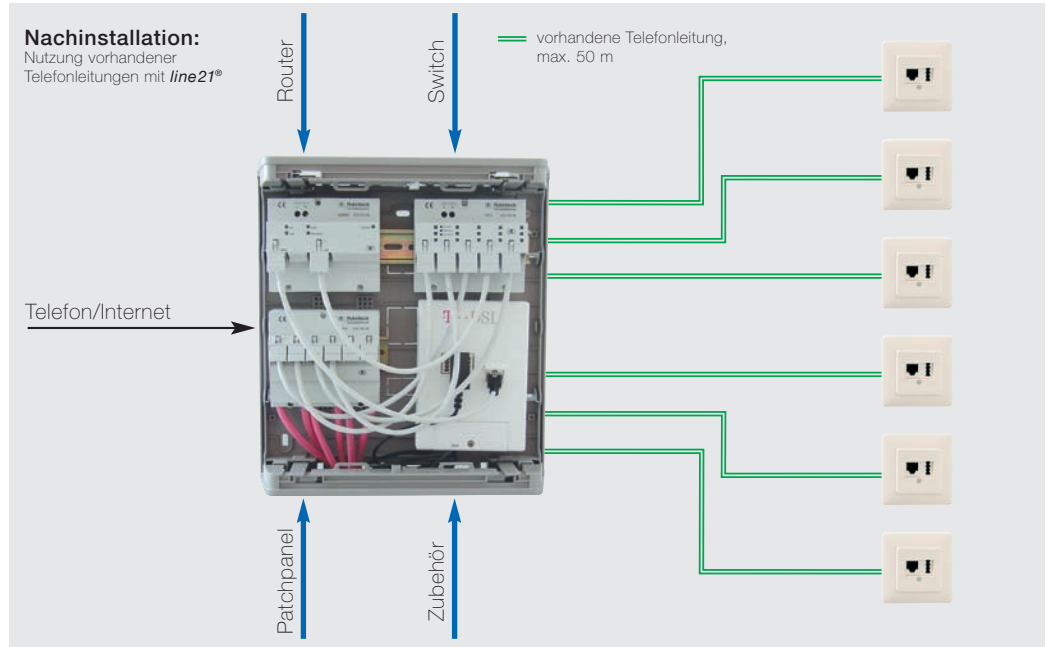 Nachinstallation:
Nutzung vorhandener
Telefonleitungen mit line21®
Router
Switch
vorhandene Telefonleitung,
max. 50 m
Telefon/Internet
Patchpanel
Zubehör